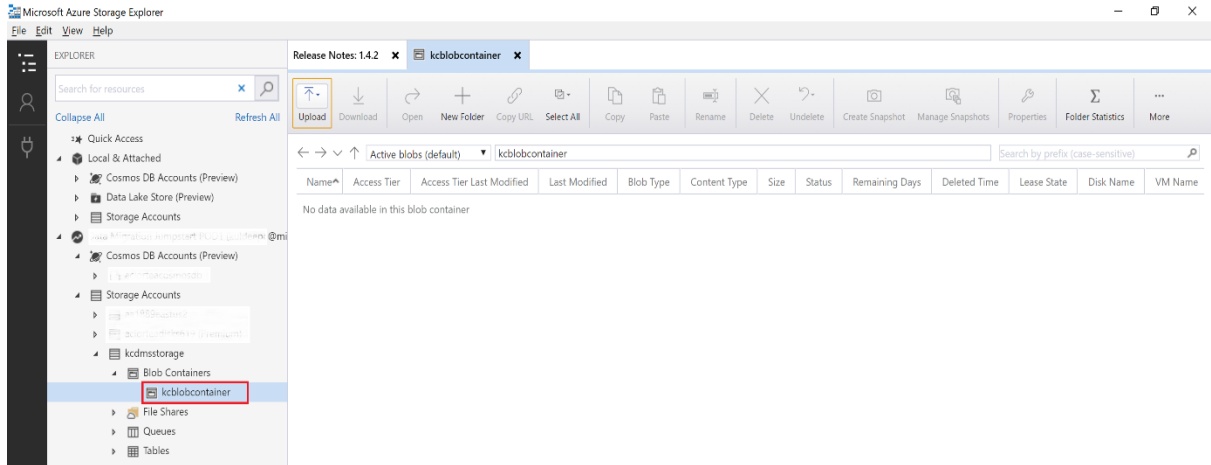 Microsoft Azure Storage Explorer
File Edit View Help
EXPLORER
Search for resources
Collapse All Refresh All
Quick Access
Local & Attached
Cosmos DB Accounts (Preview)
Data Lake Store (Preview)
Storage Accounts
@mi
Cosmos DB Accounts (Preview)
Storage Accounts
kcdmsstorage
Blob Containers
kcblobcontainer
File Shares
Queues
Tables
Release Notes: 1.4.2 kcblobcontainer
Upload Download Open New Folder Copy URL Select All Copy Paste Rename Delete Undelete Create Snapshot Manage Snapshots Properties Folder Statistics More
Active blobs (default) kcblobcontainer Search by prefix (case-sensitive)
Name Access Tier Access Tier Last Modified Last Modified Blob Type Content Type Size Status Remaining Days Deleted Time Lease State Disk Name VM Name
No data available in this blob container